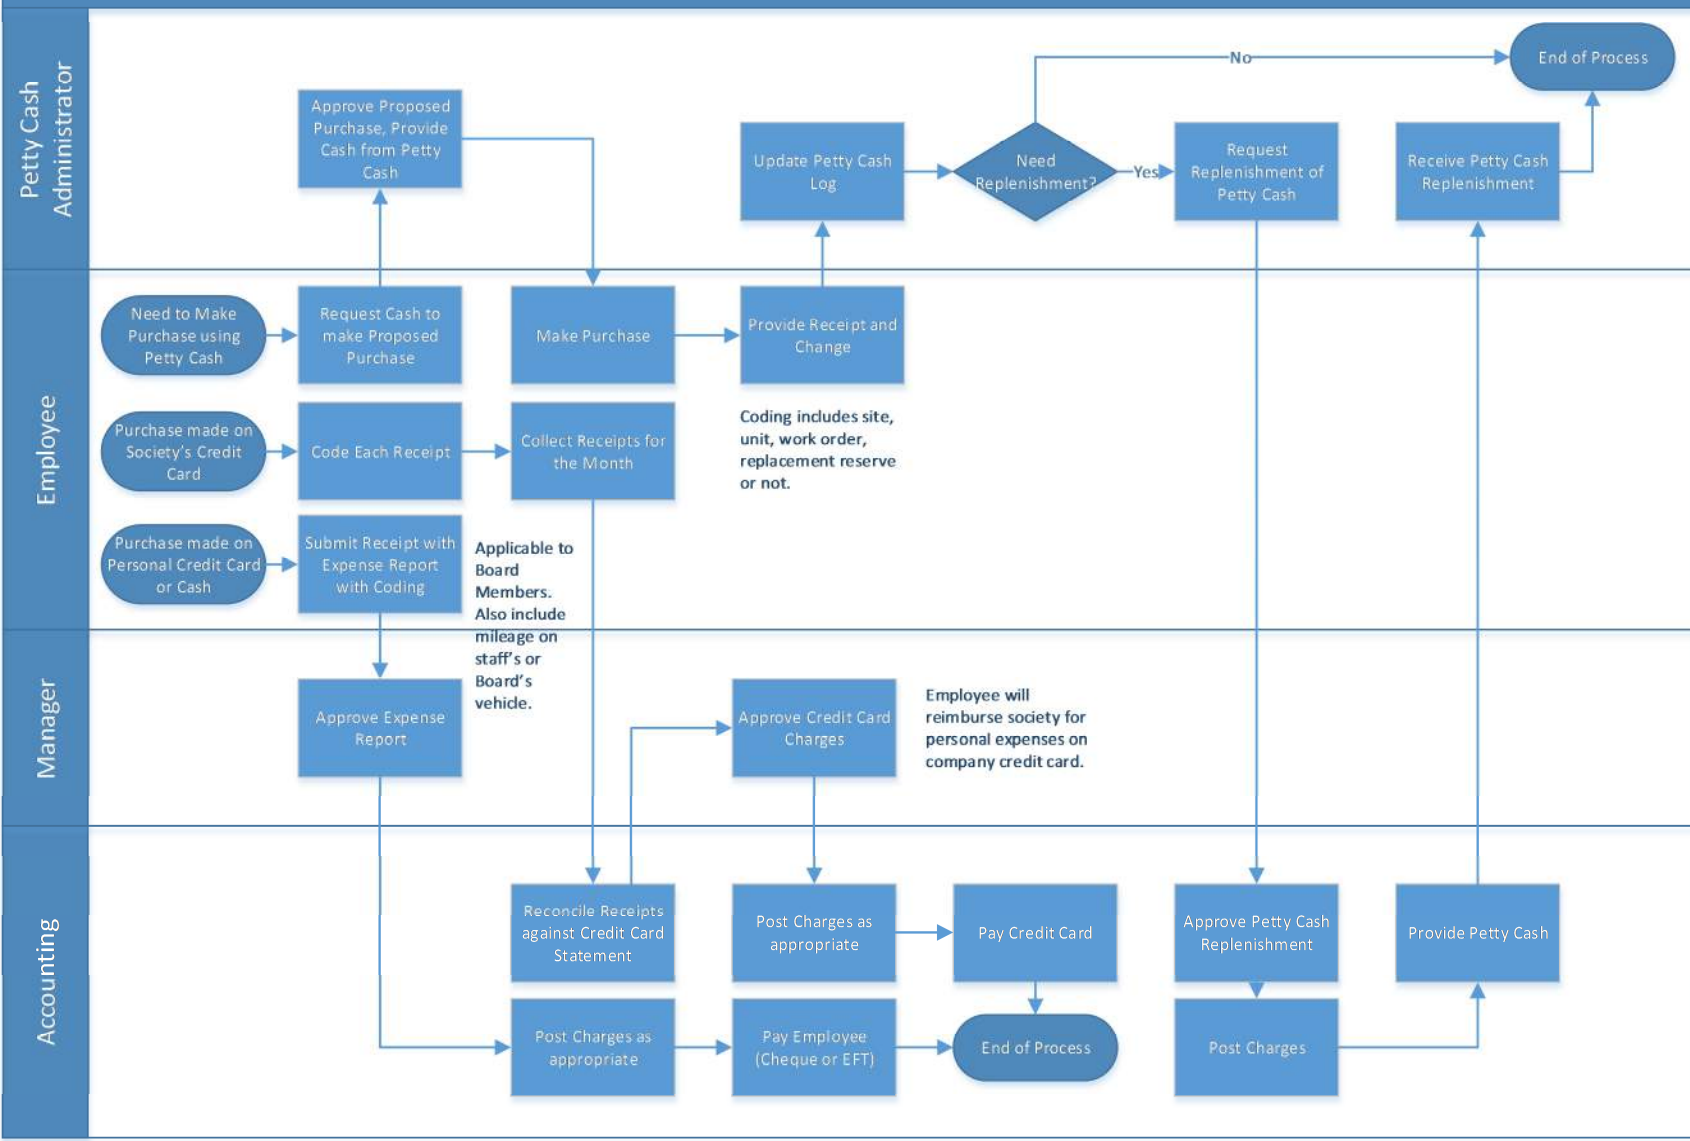 Petty Cash
Administrator
Approve Proposed
Purchase, Provide
Cash from Petty
Cash
Update Petty Cash
Log
Need
Replenishment?
No
Yes
Request
Replenishment of
Petty Cash
Receive Petty Cash
Replenishment
End of Process
Employee
Need to Make
Purchase using
Petty Cash
Request Cash to
make Proposed
Purchase
Make Purchase
Provide Receipt and
Change
Purchase made on
Society's Credit
Card
Code Each Receipt
Collect Receipts for
the Month
Coding includes site,
unit, work order,
replacement reserve
or not.
Purchase made on
Personal Credit Card
or Cash
Submit Receipt with
Expense Report
with Coding
Applicable to
Board
Members.
Also include
mileage on
staff's or
Board's
vehicle.
Manager
Approve Expense
Report
Approve Credit Card
Charges
Employee will
reimburse society for
personal expenses on
company credit card.
Accounting
Reconcile Receipts
against Credit Card
Statement
Post Charges as
appropriate
Pay Credit Card
Approve Petty Cash
Replenishment
Provide Petty Cash
Post Charges as
appropriate
Pay Employee
(Cheque or EFT)
End of Process
Post Charges